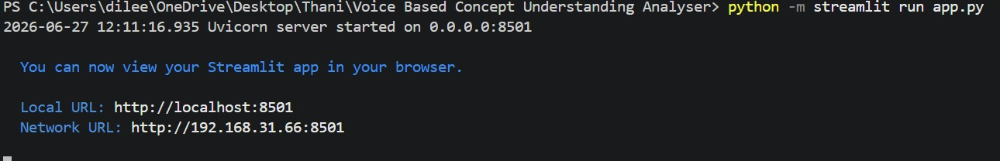 PS C:\Users\dilee\OneDrive\Desktop\Thani\Voice Based Concept Understanding Analyser> python -m streamlit run app.py
2026-06-27 12:11:16.935 Uvicorn server started on 0.0.0.0:8501
You can now view your Streamlit app in your browser.
Local URL: http://localhost:8501
Network URL: http://192.168.31.66:8501